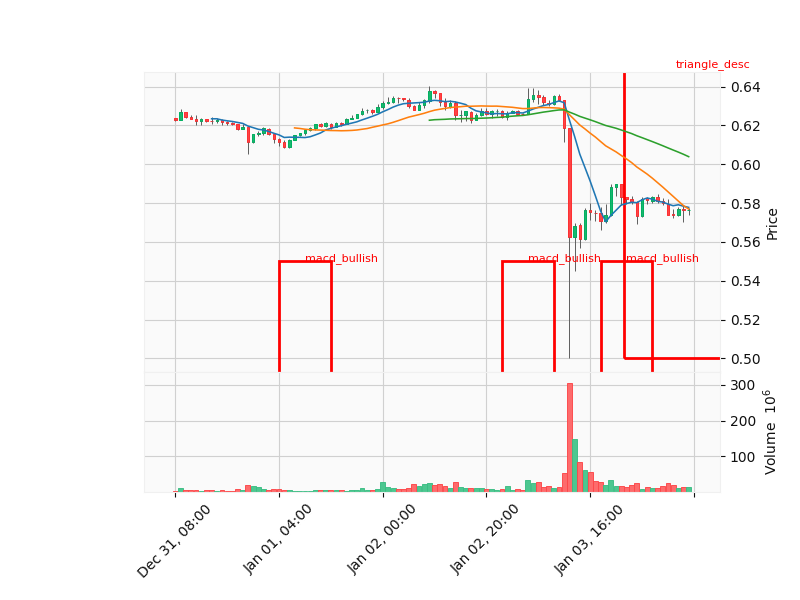 triangle_desc
0.64
0.62
0.60
0.58
0.56
0.54
0.52
0.50
Price
macd_bullish
macd_bullish
macd_bullish
300
200
100
Volume 10^6
Dec 31, 08:00
Jan 01, 04:00
Jan 02, 00:00
Jan 02, 20:00
Jan 03, 16:00